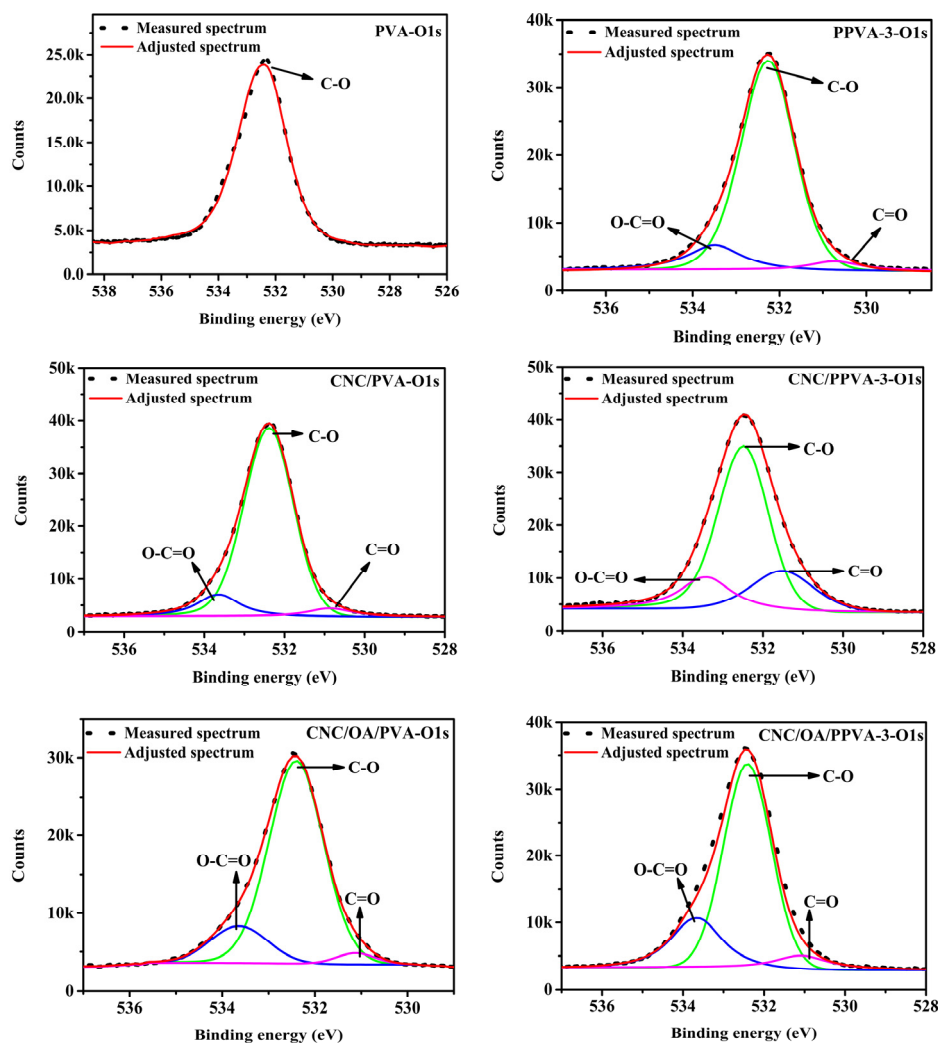 Measured spectrum
Adjusted spectrum
PVA-O1s
C-O
25.0k
20.0k
15.0k
10.0k
5.0k
0.0
Counts
538 536 534 532 530 528 526
Binding energy (eV)
Measured spectrum
Adjusted spectrum
PPVA-3-O1s
C-O
O-C=O
C=O
40k
30k
20k
10k
0
Counts
536 534 532 530
Binding energy (eV)
Measured spectrum
Adjusted spectrum
CNC/PVA-O1s
C-O
O-C=O
C=O
50k
40k
30k
20k
10k
0
Counts
536 534 532 530 528
Binding energy (eV)
Measured spectrum
Adjusted spectrum
CNC/PPVA-3-O1s
C-O
O-C=O
C=O
50k
40k
30k
20k
10k
0
Counts
536 534 532 530 528
Binding energy (eV)
Measured spectrum
Adjusted spectrum
CNC/OA/PVA-O1s
C-O
O-C=O
C=O
30k
20k
10k
0
Counts
536 534 532 530
Binding energy (eV)
Measured spectrum
Adjusted spectrum
CNC/OA/PPVA-3-O1s
C-O
O-C=O
C=O
40k
30k
20k
10k
0
Counts
536 534 532 530 528
Binding energy (eV)